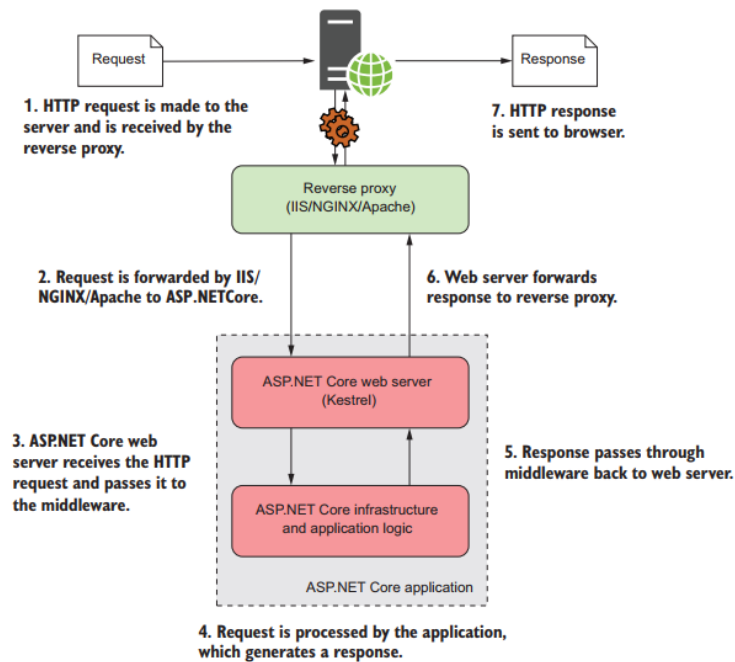 Request
Response
1. HTTP request is made to the
server and is received by the
reverse proxy.
7. HTTP response
is sent to browser.
Reverse proxy
(IIS/NGINX/Apache)
2. Request is forwarded by IIS/
NGINX/Apache to ASP.NETCore.
6. Web server forwards
response to reverse proxy.
ASP.NET Core web server
(Kestrel)
3. ASP.NET Core web
server receives the HTTP
request and passes it to
the middleware.
5. Response passes through
middleware back to web server.
ASP.NET Core infrastructure
and application logic
ASP.NET Core application
4. Request is processed by the application,
which generates a response.